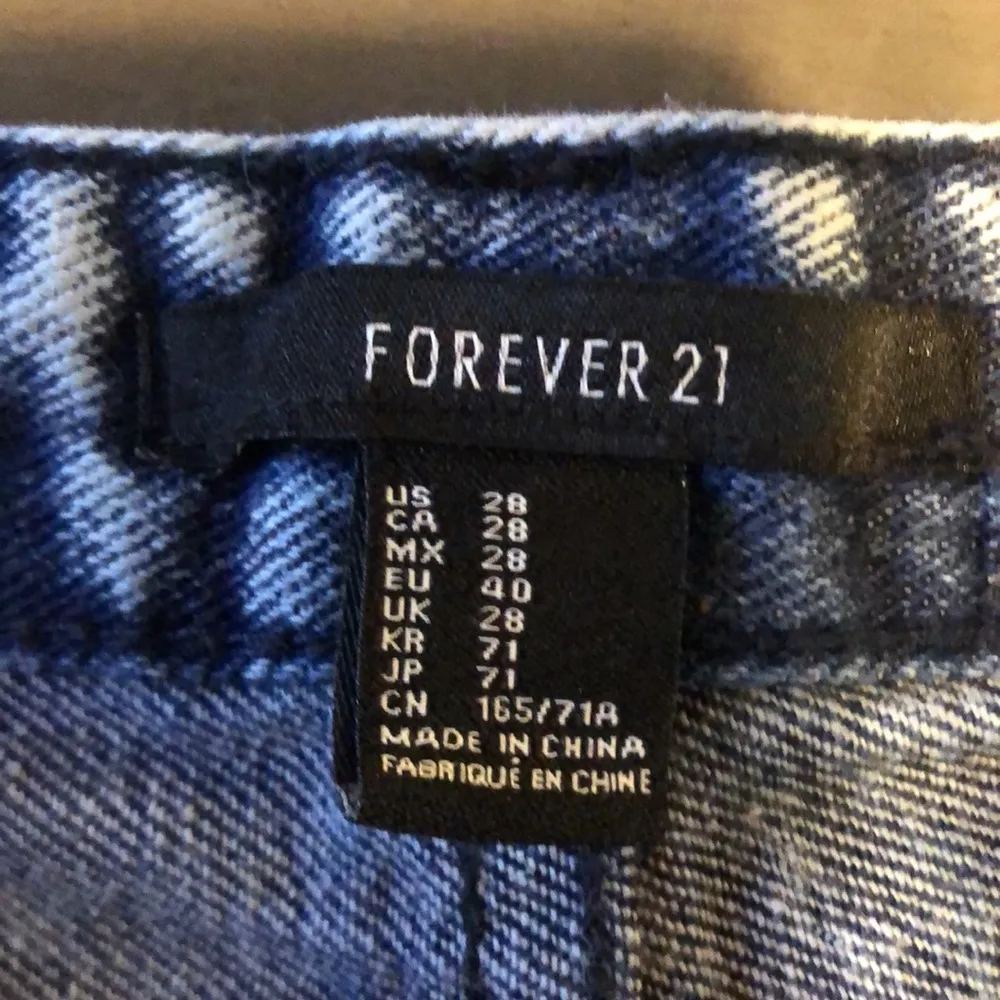 FOREVER 21
US 28
CA 28
MX 28
EU 40
UK 28
KR 71
JP 71
CN 165/71A
MADE IN CHINA
FABRIQUÉ EN CHINE